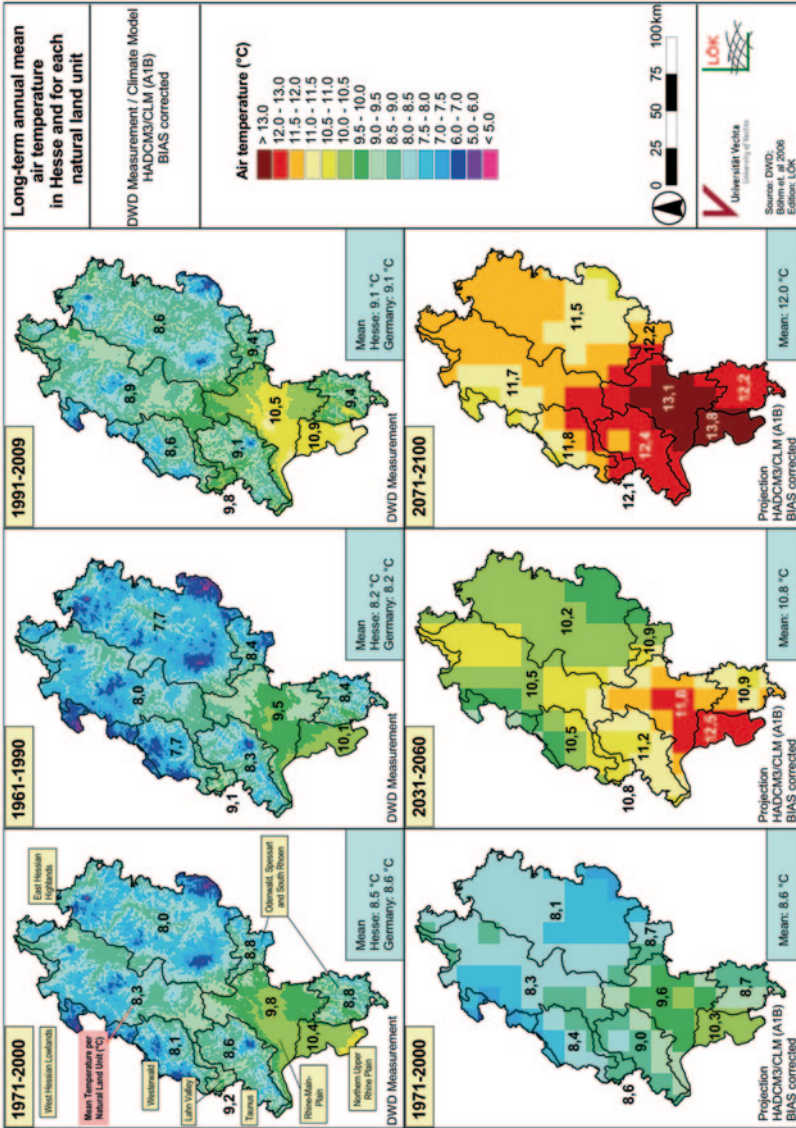 Long-term annual mean
air temperature
in Hesse and for each
natural land unit
DWD Measurement / Climate Model
HADCM3/CLM (A1B)
BIAS corrected
Air temperature (°C)
> 13.0
12.0 - 13.0
11.5 - 12.0
11.0 - 11.5
10.5 - 11.0
10.0 - 10.5
9.5 - 10.0
9.0 - 9.5
8.5 - 9.0
8.0 - 8.5
7.5 - 8.0
7.0 - 7.5
6.0 - 7.0
5.0 - 6.0
< 5.0
0 25 50 75 100 km
Universität Vechta
University of Vechta
LÖK
Source: DWD;
Böhm et. al 2006
Edition: LÖK
1971-2000
West Hessian Lowlands
East Hessian
Highlands
Mean Temperature per
Natural Land Unit (°C)
Westerwald
Lahn Valley
Taunus
Rhine-Main-
Plain
Northern Upper
Rhine Plain
Odenwald, Spessart
and South Rhoen
8.3
8.0
8.1
9,2
8.6
8.8
9.8
10,4
8.8
DWD Measurement
Mean
Hesse: 8.5 °C
Germany: 8.6 °C
1961-1990
8.0
7.7
7.7
9,1
8.3
8.4
9.5
10,1
8.4
DWD Measurement
Mean
Hesse: 8.2 °C
Germany: 8.2 °C
1991-2009
8.9
8.6
8.6
9,8
9.1
9.4
10,5
10,9
9.4
DWD Measurement
Mean
Hesse: 9.1 °C
Germany: 9.1 °C
1971-2000
8,3
8,1
8,4
8,6
9,0
8,7
9,6
10,3
8,7
Projection
HADCM3/CLM (A1B)
BIAS corrected
Mean: 8.6 °C
2031-2060
10,5
10,2
10,5
10,8
11,2
10,9
11,8
12,5
10,9
Projection
HADCM3/CLM (A1B)
BIAS corrected
Mean: 10.8 °C
2071-2100
11,7
11,5
11,8
12,1
12,4
12,2
13,1
13,8
12,2
Projection
HADCM3/CLM (A1B)
BIAS corrected
Mean: 12.0 °C